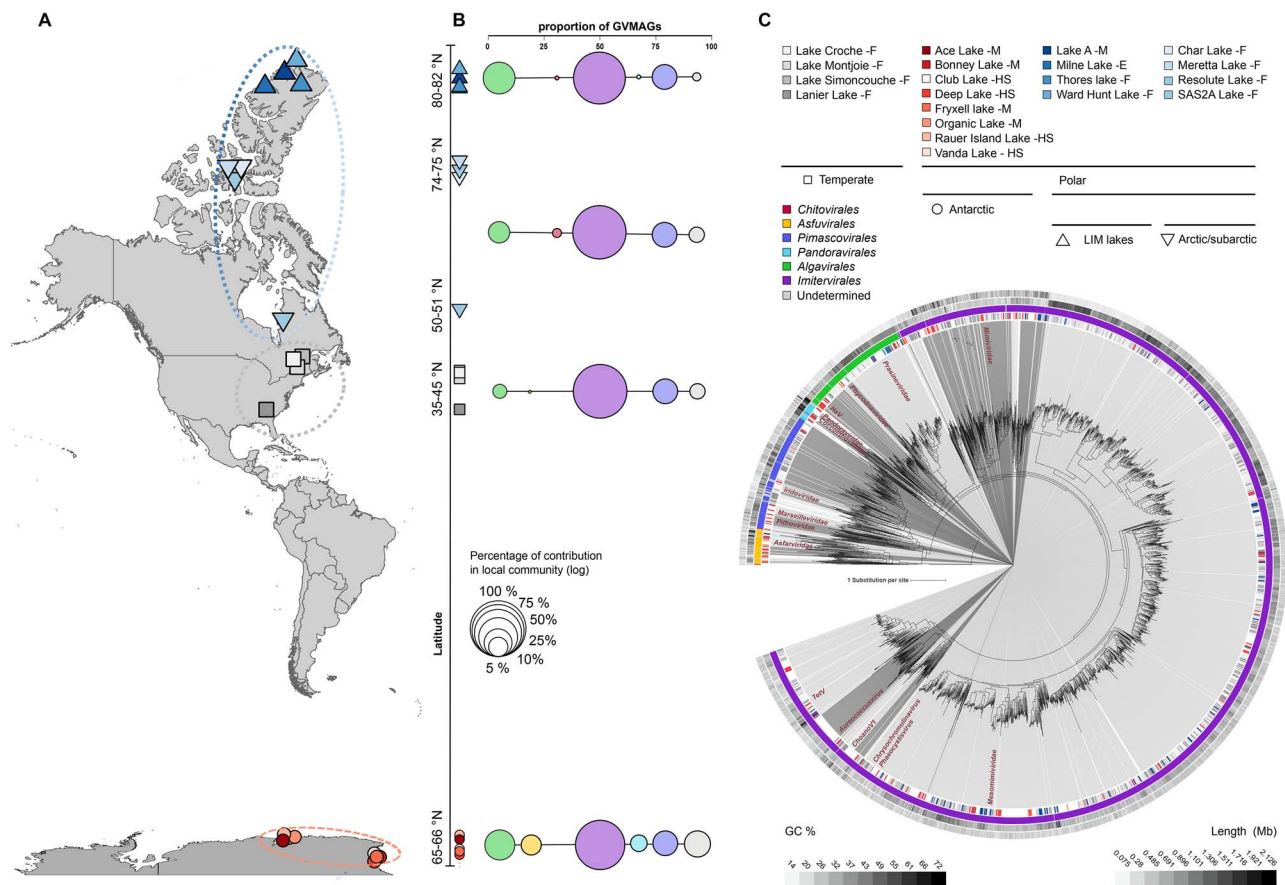 A
B
C
proportion of GVMAGs
0 25 50 75 100
80-82 °N
74-75 °N
50-51 °N
35-45 °N
65-66 °N
Latitude
Percentage of contribution
in local community (log)
100 %
75 %
50%
25%
10%
5 %
Lake Croche -F
Lake Montjoie -F
Lake Simoncouche -F
Lanier Lake -F
Ace Lake -M
Bonney Lake -M
Club Lake -HS
Deep Lake -HS
Fryxell lake -M
Organic Lake -M
Rauer Island Lake -HS
Vanda Lake - HS
Lake A -M
Milne Lake -E
Thores lake -F
Ward Hunt Lake -F
Char Lake -F
Meretta Lake -F
Resolute Lake -F
SAS2A Lake -F
Temperate
Polar
Antarctic
LIM lakes
Arctic/subarctic
Chitovirales
Asfuvirales
Pimascovirales
Pandoravirales
Algavirales
Imitervirales
Undetermined
Mimiviridae
Prasinoviridae
HaV
Iridoviridae
Marseilleviridae
Pithoviridae
Asfarviridae
1 Substitution per site
TetV
Aureococcusvirus
ChoanoV1
Chrysochromulinavirus
Phaeocystisvirus
Mesomimiviridae
GC %
14 20 26 32 37 43 49 55 61 66 72
Length (Mb)
0.075 0.28 0.485 0.691 0.896 1.101 1.306 1.511 1.716 1.921 2.126